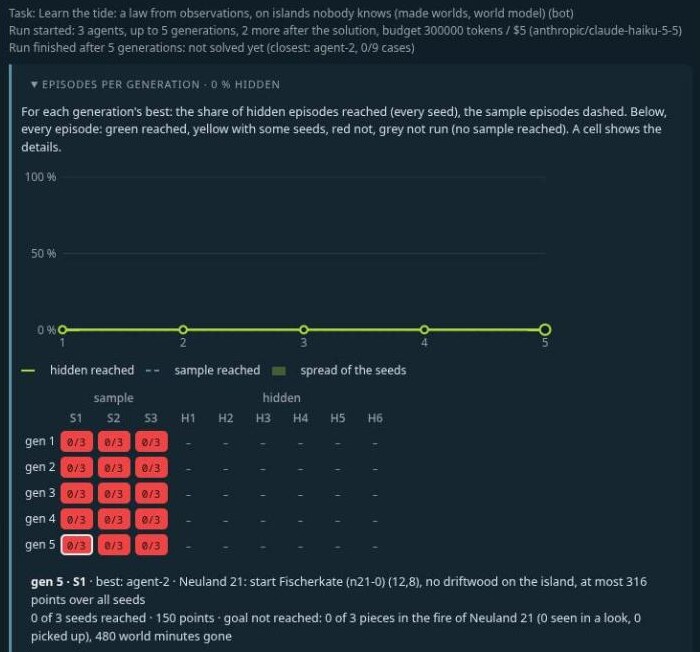 Task: Learn the tide: a law from observations, on islands nobody knows (made worlds, world model) (bot)
Run started: 3 agents, up to 5 generations, 2 more after the solution, budget 300000 tokens / $5 (anthropic/claude-haiku-5-5)
Run finished after 5 generations: not solved yet (closest: agent-2, 0/9 cases)
▼ EPISODES PER GENERATION · 0 % HIDDEN
For each generation's best: the share of hidden episodes reached (every seed), the sample episodes dashed. Below,
every episode: green reached, yellow with some seeds, red not, grey not run (no sample reached). A cell shows the
details.
100 %
50 %
0 %
1 2 3 4 5
hidden reached -- sample reached spread of the seeds
sample hidden
S1 S2 S3 H1 H2 H3 H4 H5 H6
gen 1 0/3 0/3 0/3 – – – – – –
gen 2 0/3 0/3 0/3 – – – – – –
gen 3 0/3 0/3 0/3 – – – – – –
gen 4 0/3 0/3 0/3 – – – – – –
gen 5 0/3 0/3 0/3 – – – – – –
gen 5 · S1 · best: agent-2 · Neuland 21: start Fischerkate (n21-0) (12,8), no driftwood on the island, at most 316
points over all seeds
0 of 3 seeds reached · 150 points · goal not reached: 0 of 3 pieces in the fire of Neuland 21 (0 seen in a look, 0
picked up), 480 world minutes gone